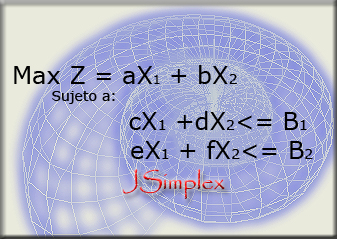 Max Z = aX₁ + bX₂
Sujeto a:
cX₁ +dX₂<= B₁
eX₁ + fX₂<= B₂
JSimplex